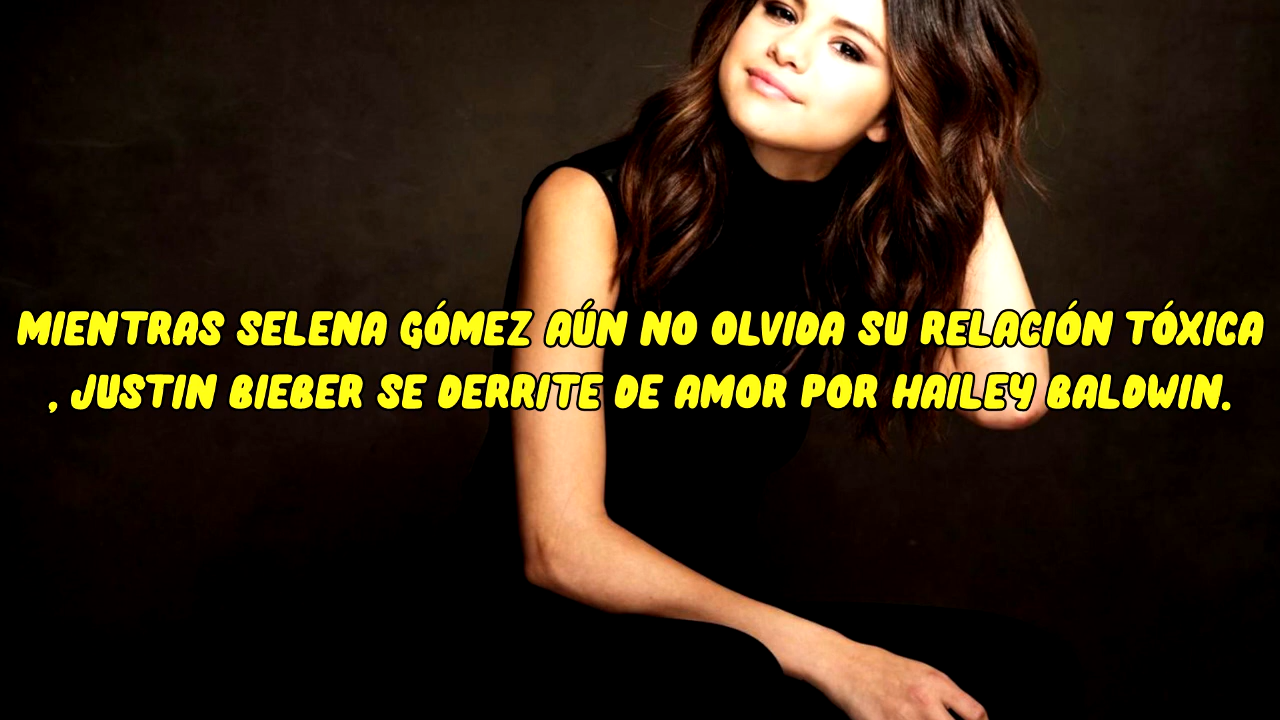 MIENTRAS SELENA GÓMEZ AÚN NO OLVIDA SU RELACIÓN TÓXICA
, JUSTIN BIEBER SE DERRITE DE AMOR POR HAILEY BALDWIN.